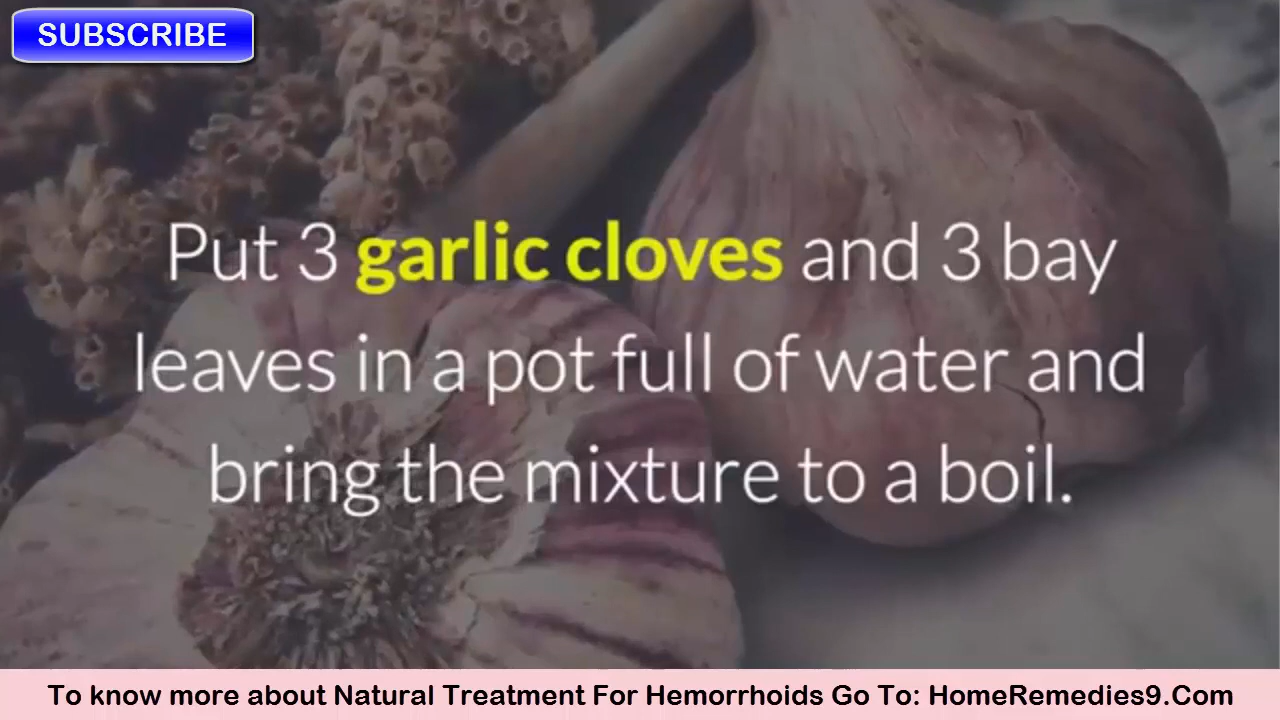 SUBSCRIBE
Put 3 garlic cloves and 3 bay
leaves in a pot full of water and
bring the mixture to a boil.
To know more about Natural Treatment For Hemorrhoids Go To: HomeRemedies9.Com